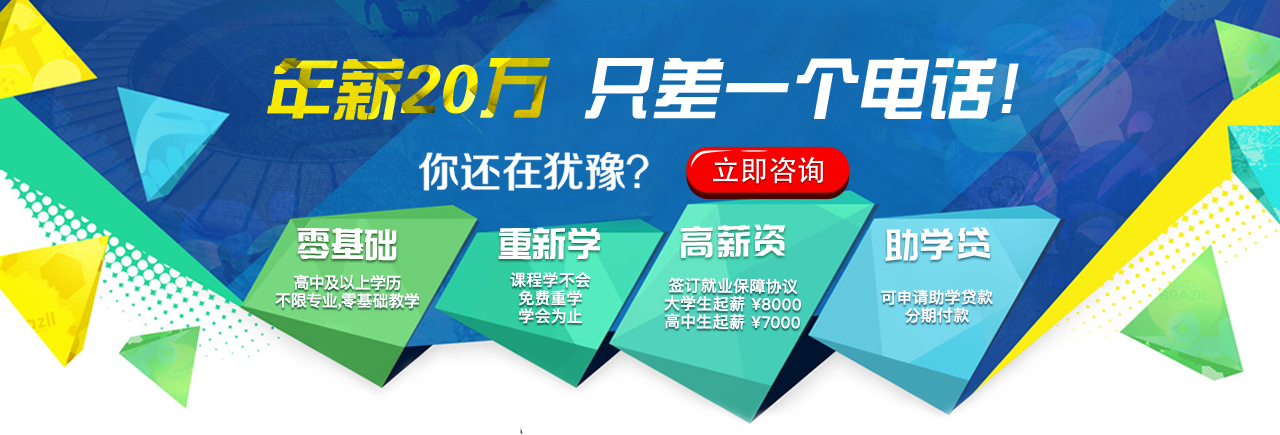 年薪20万 只差一个电话!
你还在犹豫?
立即咨询
零基础
高中及以上学历
不限专业,零基础教学
重新学
课程学不会
免费重学
学会为止
高薪资
签订就业保障协议
大学生起薪 ¥8000
高中生起薪 ¥7000
助学贷
可申请助学贷款
分期付款